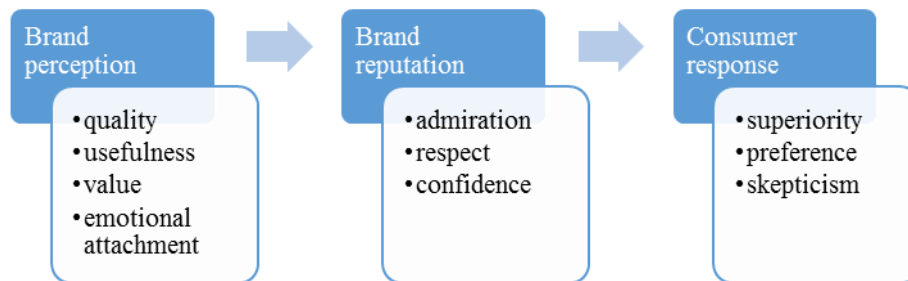 Brand
perception
•quality
•usefulness
•value
•emotional
attachment
Brand
reputation
•admiration
•respect
•confidence
Consumer
response
•superiority
•preference
•skepticism